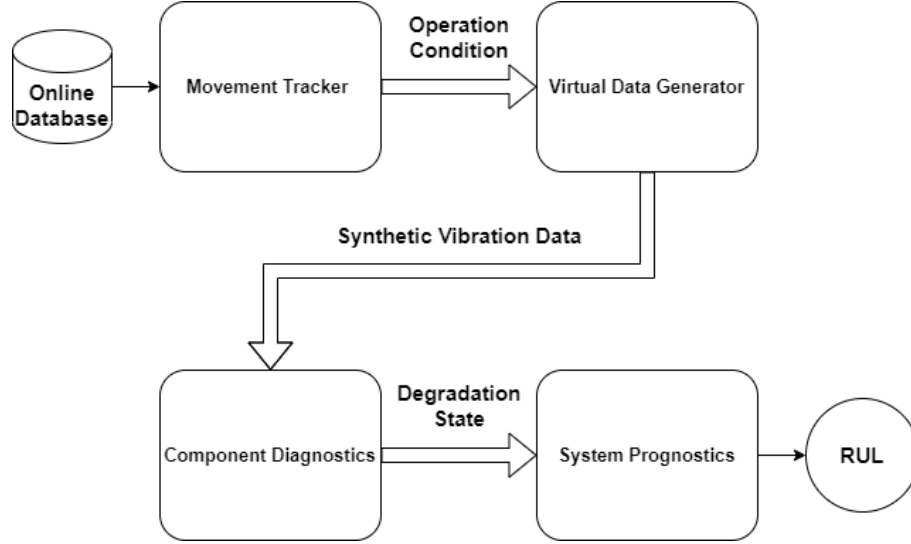 Online
Database
Movement Tracker
Operation
Condition
Virtual Data Generator
Synthetic Vibration Data
Component Diagnostics
Degradation
State
System Prognostics
RUL